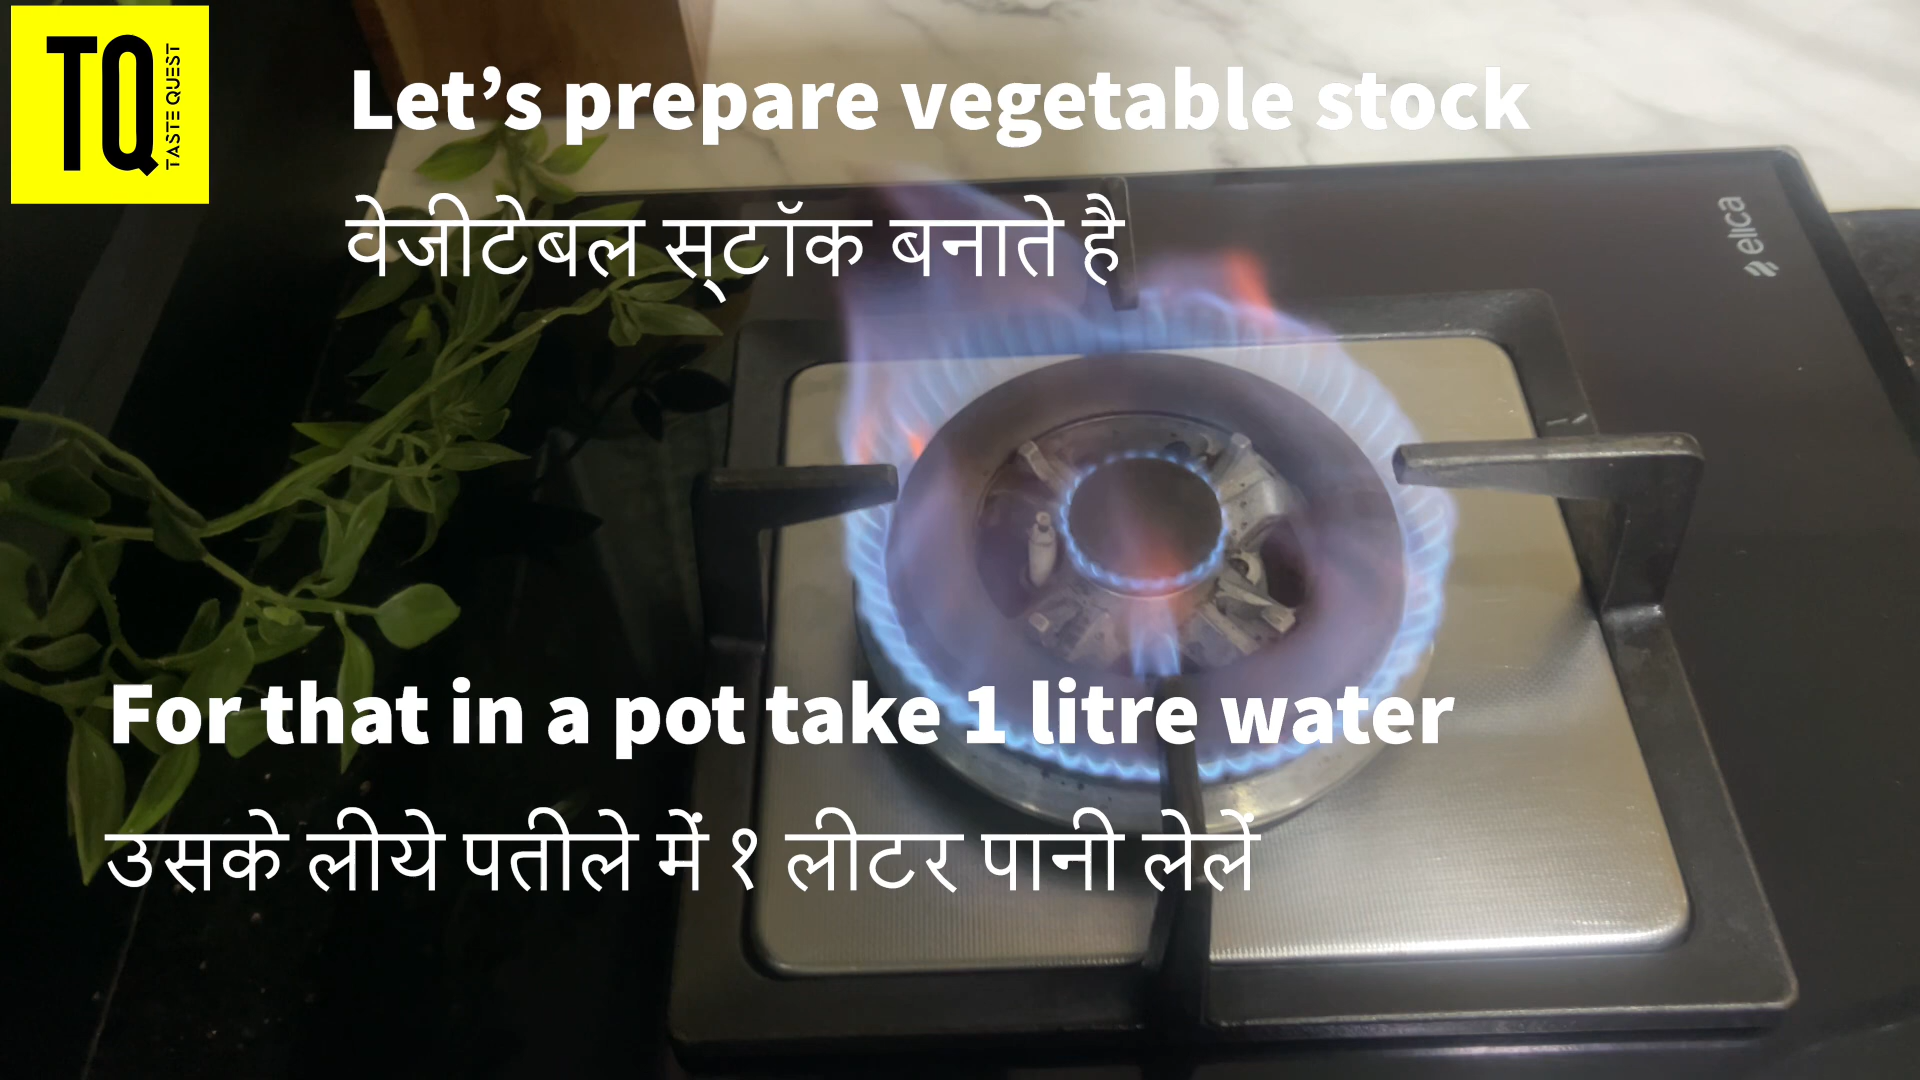 TQ
TASTE QUEST
Let’s prepare vegetable stock
वेजीटेबल स्टॉक बनाते है
elica
For that in a pot take 1 litre water
उसके लीये पतीले में १ लीटर पानी लेलें